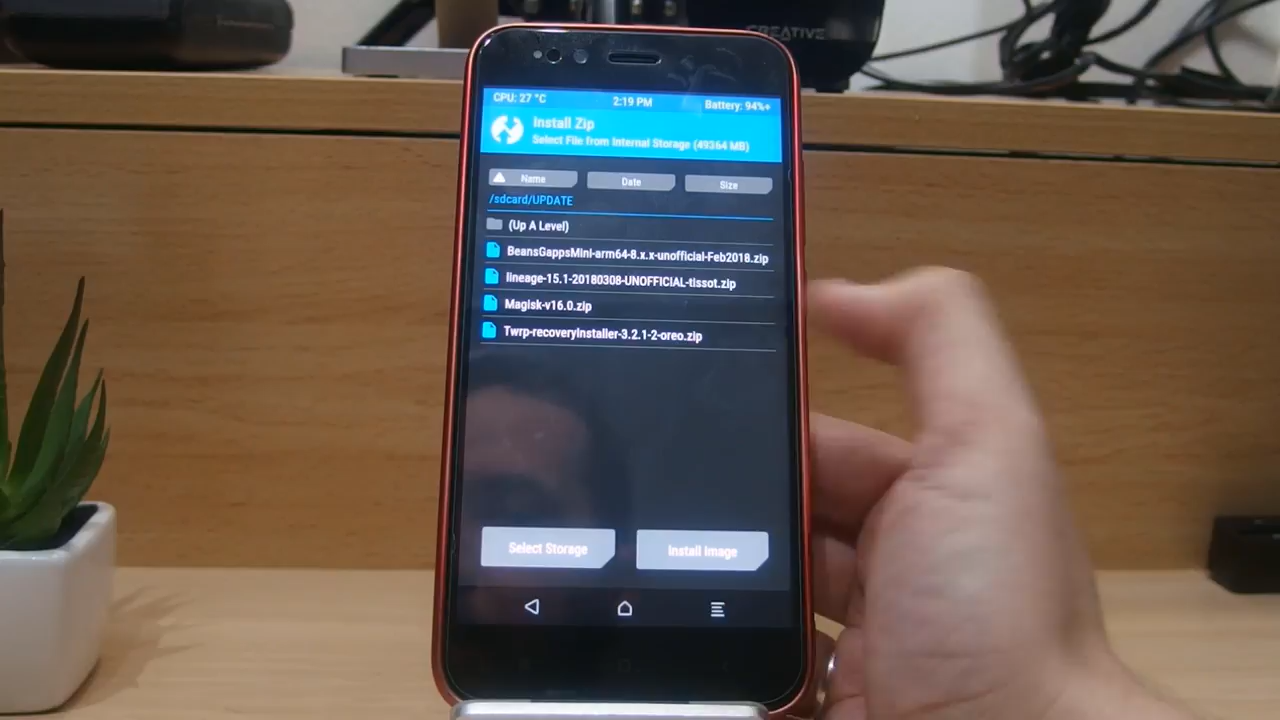 CREATIVE
CPU: 27 °C 2:19 PM Battery: 94%+
Install Zip
Select File from Internal Storage (49364 MB)
Name Date Size
/sdcard/UPDATE
(Up A Level)
BeansGappsMini-arm64-8.x.x-unofficial-Feb2018.zip
lineage-15.1-20180308-UNOFFICIAL-tissot.zip
Magisk-v16.0.zip
Twrp-recoveryInstaller-3.2.1-2-oreo.zip
Select Storage Install Image